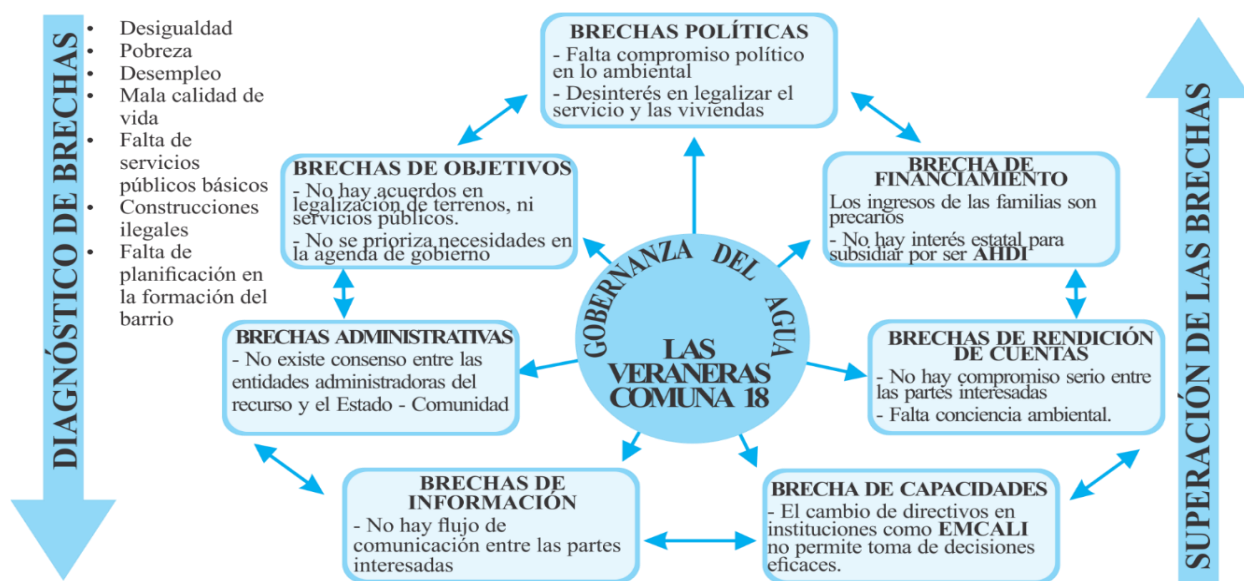 DIAGNÓSTICO DE BRECHAS
• Desigualdad
• Pobreza
• Desempleo
• Mala calidad de
vida
• Falta de
servicios
públicos básicos
• Construcciones
ilegales
• Falta de
planificación en
la formación del
barrio
BRECHAS POLÍTICAS
- Falta compromiso político
en lo ambiental
- Desinterés en legalizar el
servicio y las viviendas
BRECHAS DE OBJETIVOS
- No hay acuerdos en
legalización de terrenos, ni
servicios públicos.
- No se prioriza necesidades en
la agenda de gobierno
BRECHA DE
FINANCIAMIENTO
Los ingresos de las familias son
precarios
- No hay interés estatal para
subsidiar por ser AHDI
GOBERNANZA DEL AGUA
LAS
VERANERAS
COMUNA 18
BRECHAS ADMINISTRATIVAS
- No existe consenso entre las
entidades administradoras del
recurso y el Estado - Comunidad
BRECHAS DE RENDICIÓN
DE CUENTAS
- No hay compromiso serio entre
las partes interesadas
- Falta conciencia ambiental.
BRECHAS DE
INFORMACIÓN
- No hay flujo de
comunicación entre las partes
interesadas
BRECHA DE CAPACIDADES
- El cambio de directivos en
instituciones como EMCALI
no permite toma de decisiones
eficaces.
SUPERACIÓN DE LAS BRECHAS